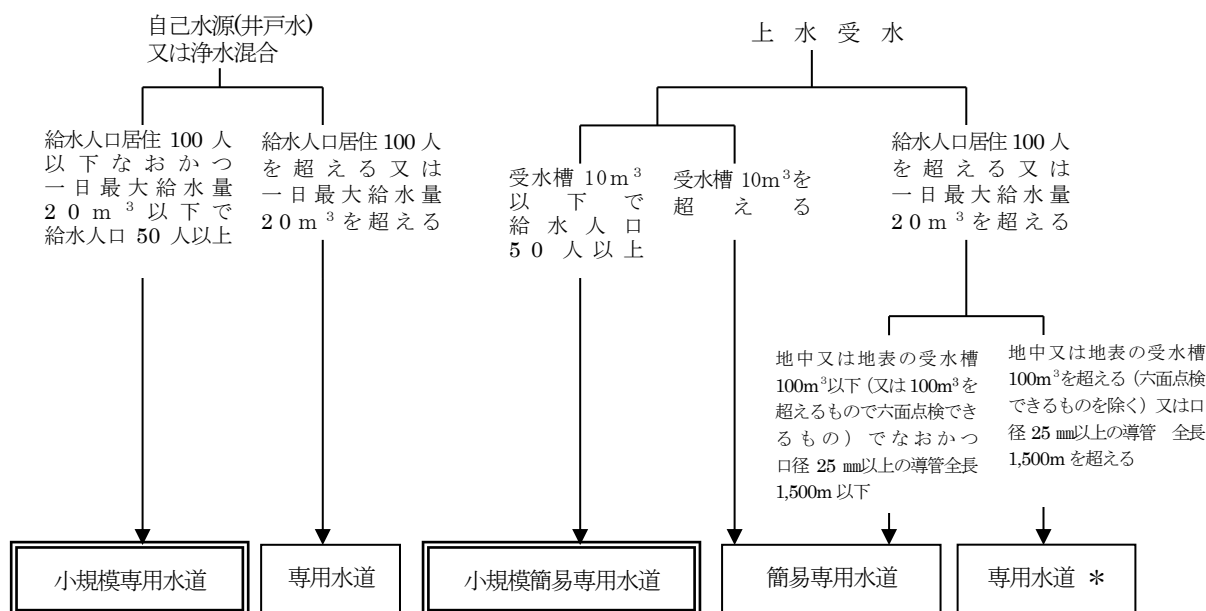 自己水源(井戸水)
又は浄水混合
上水受水
給水人口居住 100 人
以下なおかつ
一日最大給水量
20m³以下で
給水人口 50 人以上
給水人口居住 100 人
を超える又は
一日最大給水量
20m³を超える
受水槽 10m³
以下で
給水人口
50人以上
受水槽 10m³を
超える
給水人口居住 100 人
を超える又は
一日最大給水量
20m³を超える
地中又は地表の受水槽
100m³以下（又は 100m³を
超えるもので六面点検でき
るもの）でなおかつ
口径 25 ㎜以上の導管全長
1,500m 以下
地中又は地表の受水槽
100m³を超える（六面点検
できるものを除く）又は口
径 25 ㎜以上の導管　全長
1,500m を超える
小規模専用水道
専用水道
小規模簡易専用水道
簡易専用水道
専用水道 ＊